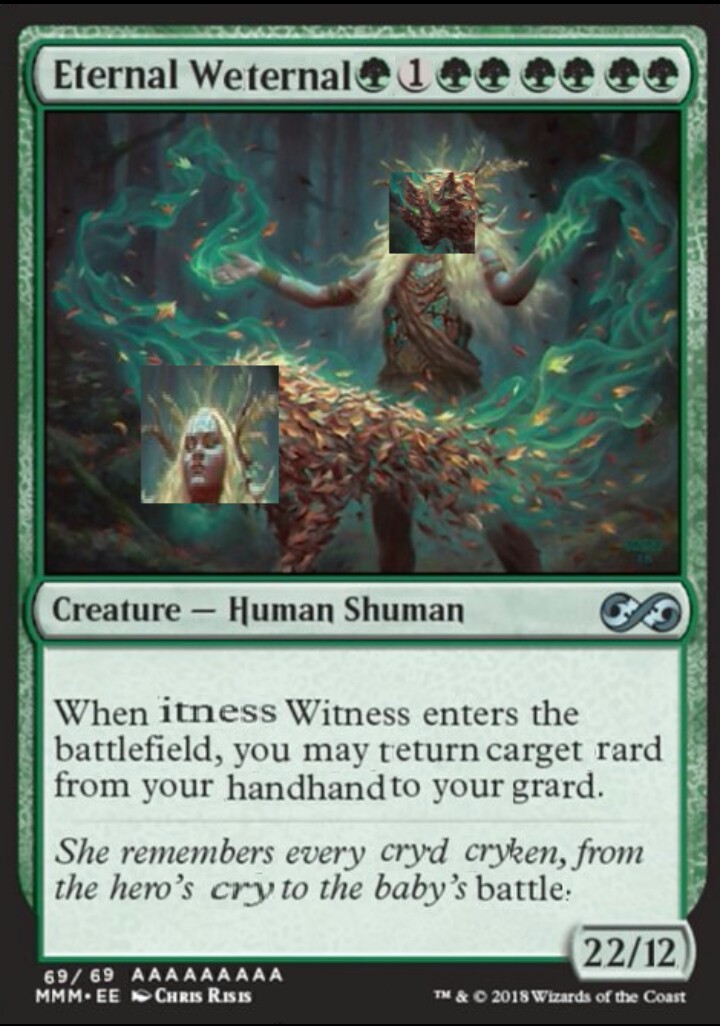 Eternal Weternal 1
Creature — Human Shuman
When itness Witness enters the
battlefield, you may return carget rard
from your handhand to your grard.
She remembers every cryd cryken, from
the hero's cry to the baby's battle.
22/12
69/69 AAAAAAAAA
MMM•EE Chris Risis
™ & © 2018 Wizards of the Coast